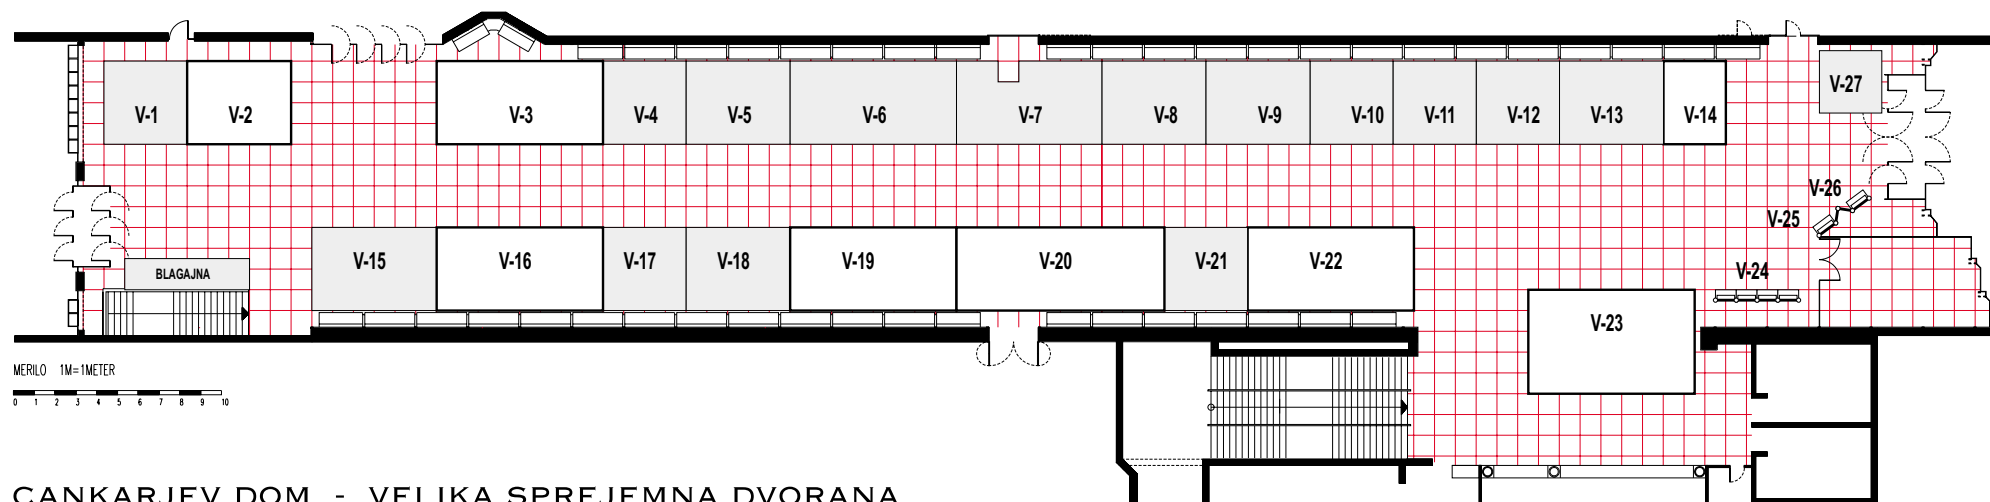 V-1 V-2 V-3 V-4 V-5 V-6 V-7 V-8 V-9 V-10 V-11 V-12 V-13 V-14 V-27
V-26
V-25
V-15 V-16 V-17 V-18 V-19 V-20 V-21 V-22
V-24
BLAGAJNA
V-23
MERILO 1M=1METER
0 1 2 3 4 5 6 7 8 9 10
CANKARJEV DOM - VELIKA SPREJEMNA DVORANA